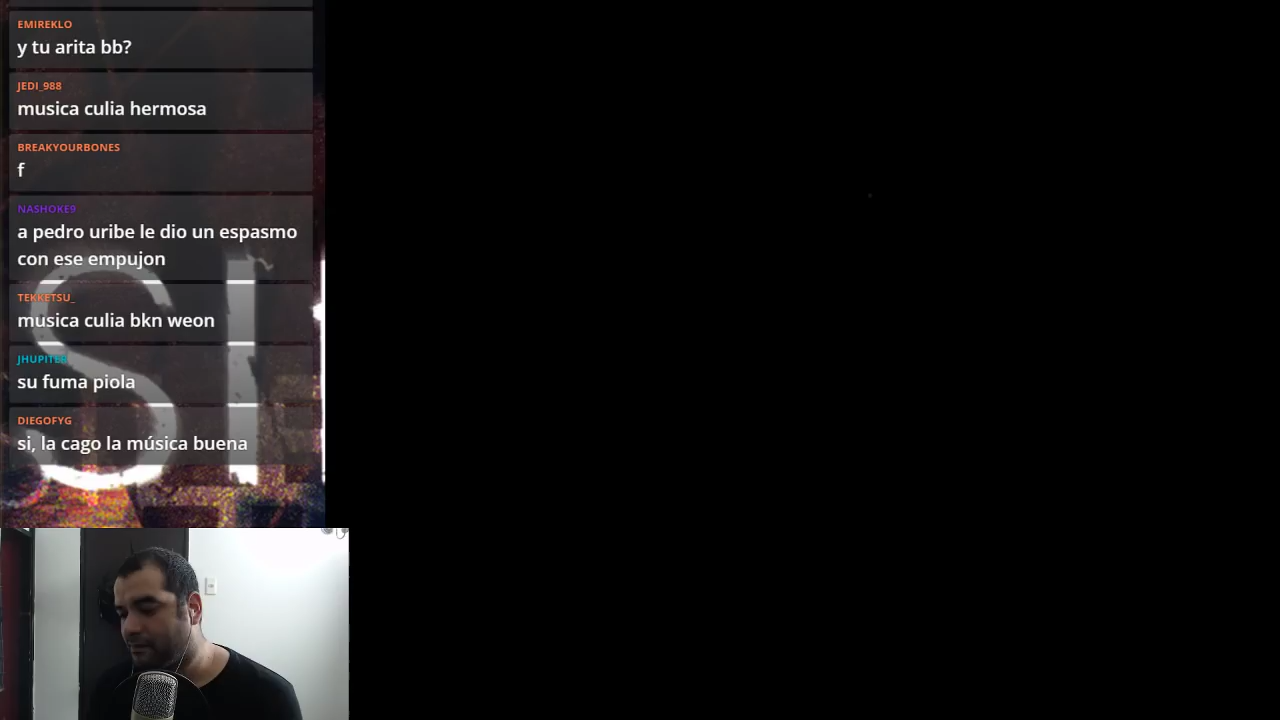 EMIREKLO
y tu arita bb?
JEDI_988
musica culia hermosa
BREAKYOURBONES
f
NASHOKE9
a pedro uribe le dio un espasmo
con ese empujon
TEKKETSU_
musica culia bkn weon
JHUPITER
su fuma piola
DIEGOFYG
si, la cago la música buena